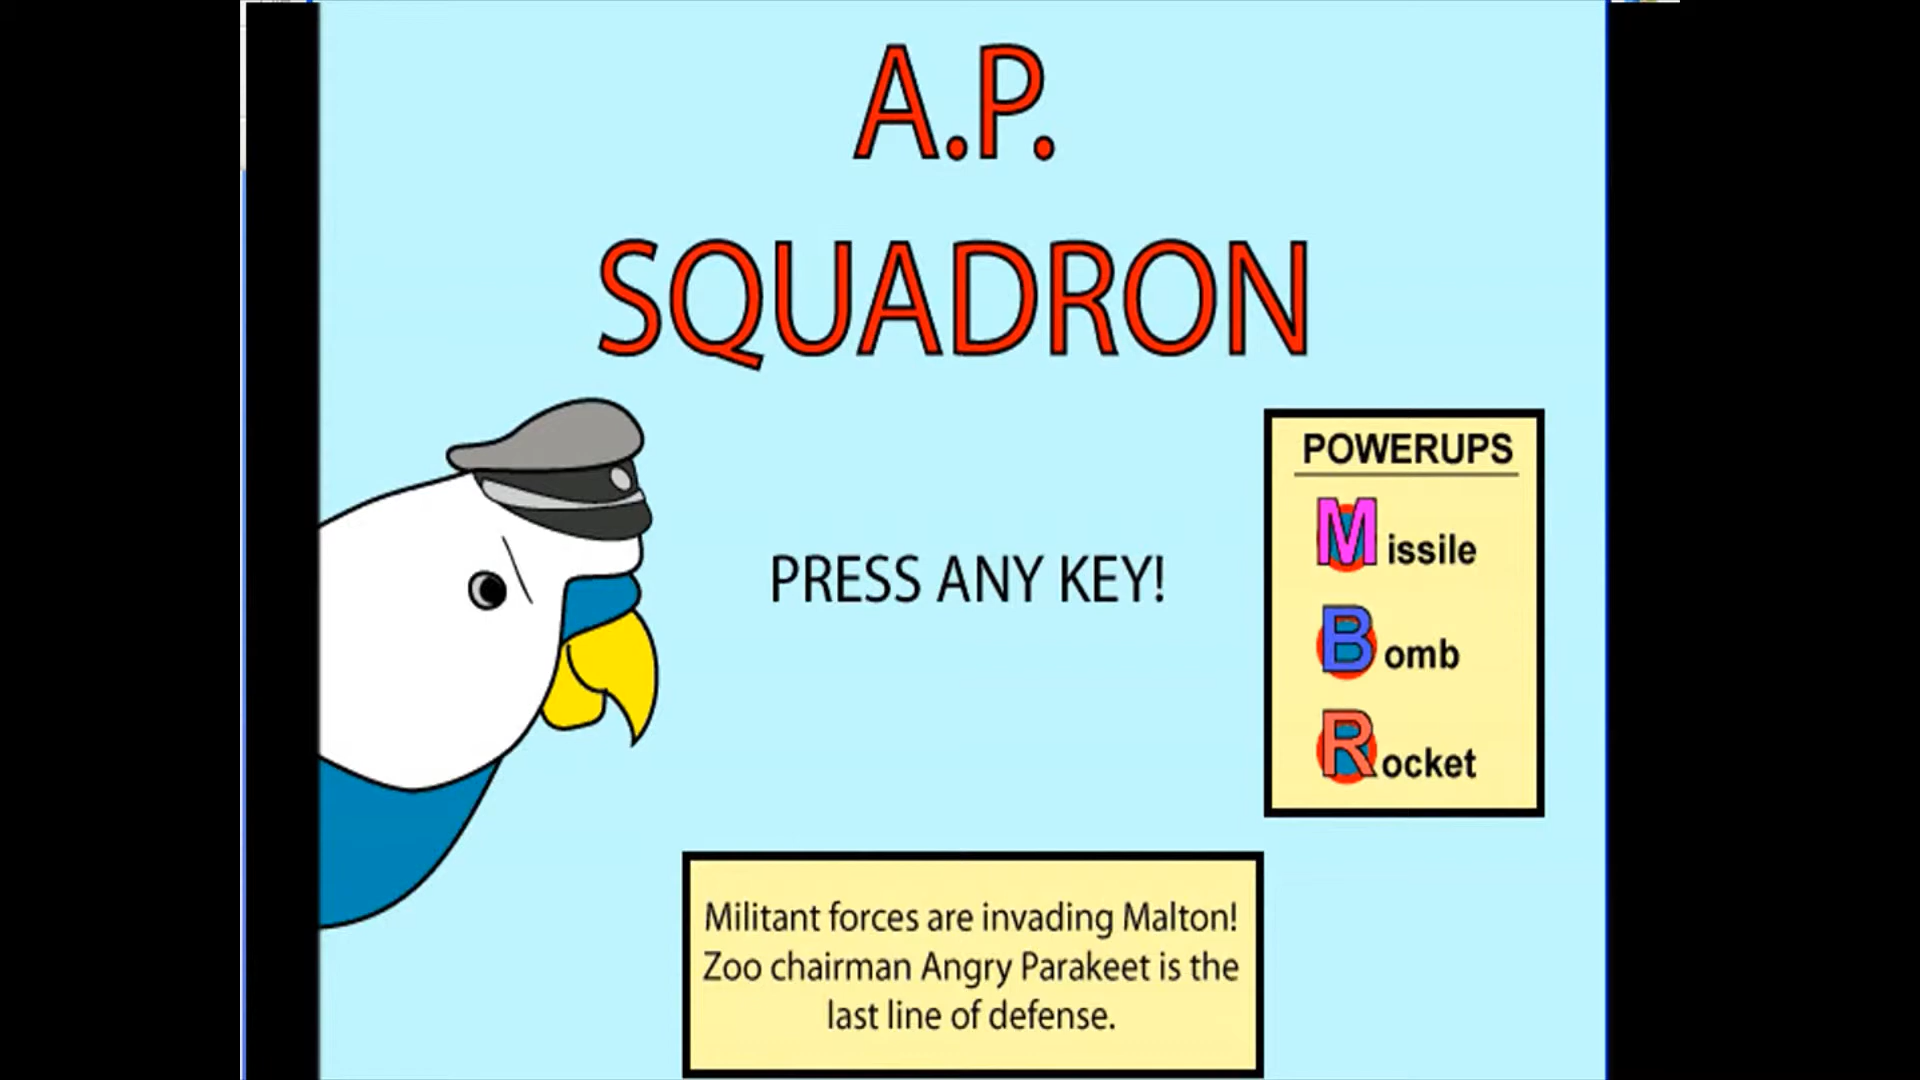 A.P.
SQUADRON
PRESS ANY KEY!
POWERUPS
Missile
Bomb
Rocket
Militant forces are invading Malton!
Zoo chairman Angry Parakeet is the
last line of defense.